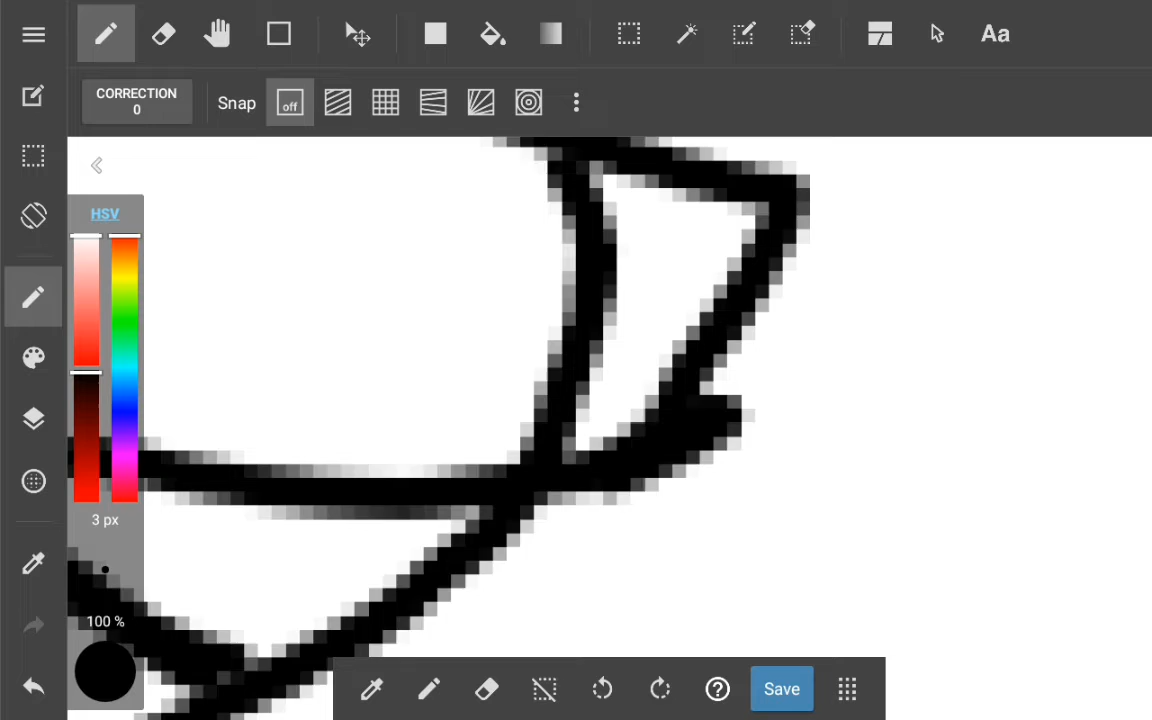 Aa
CORRECTION
0
Snap
off
HSV
3 px
100 %
Save